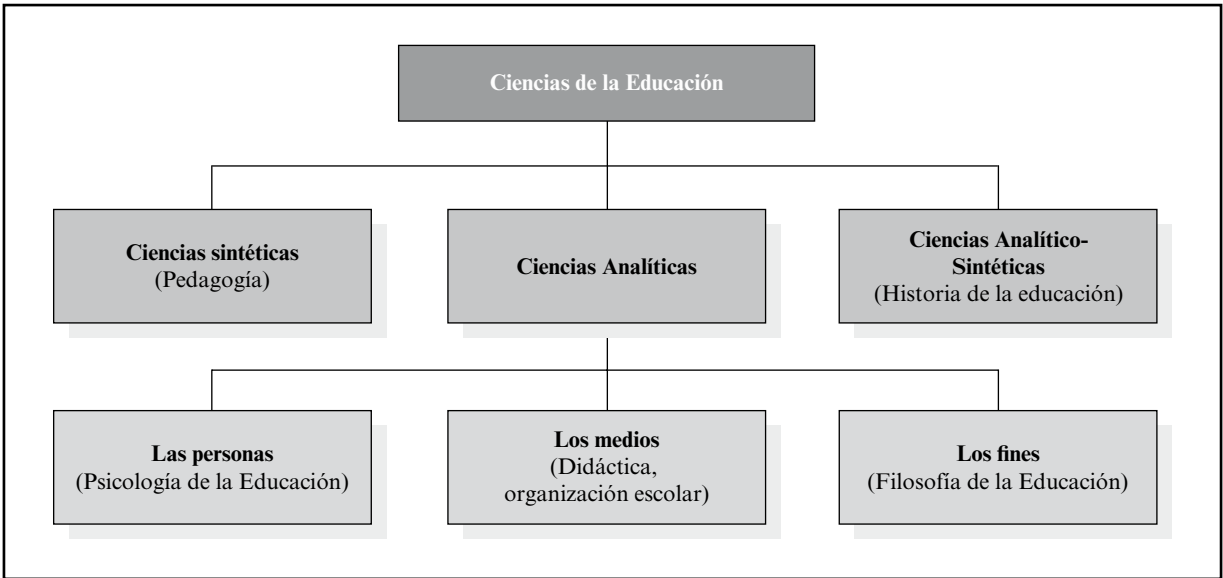 Ciencias de la Educación
Ciencias sintéticas
(Pedagogía)
Ciencias Analíticas
Ciencias Analítico-
Sintéticas
(Historia de la educación)
Las personas
(Psicología de la Educación)
Los medios
(Didáctica,
organización escolar)
Los fines
(Filosofía de la Educación)